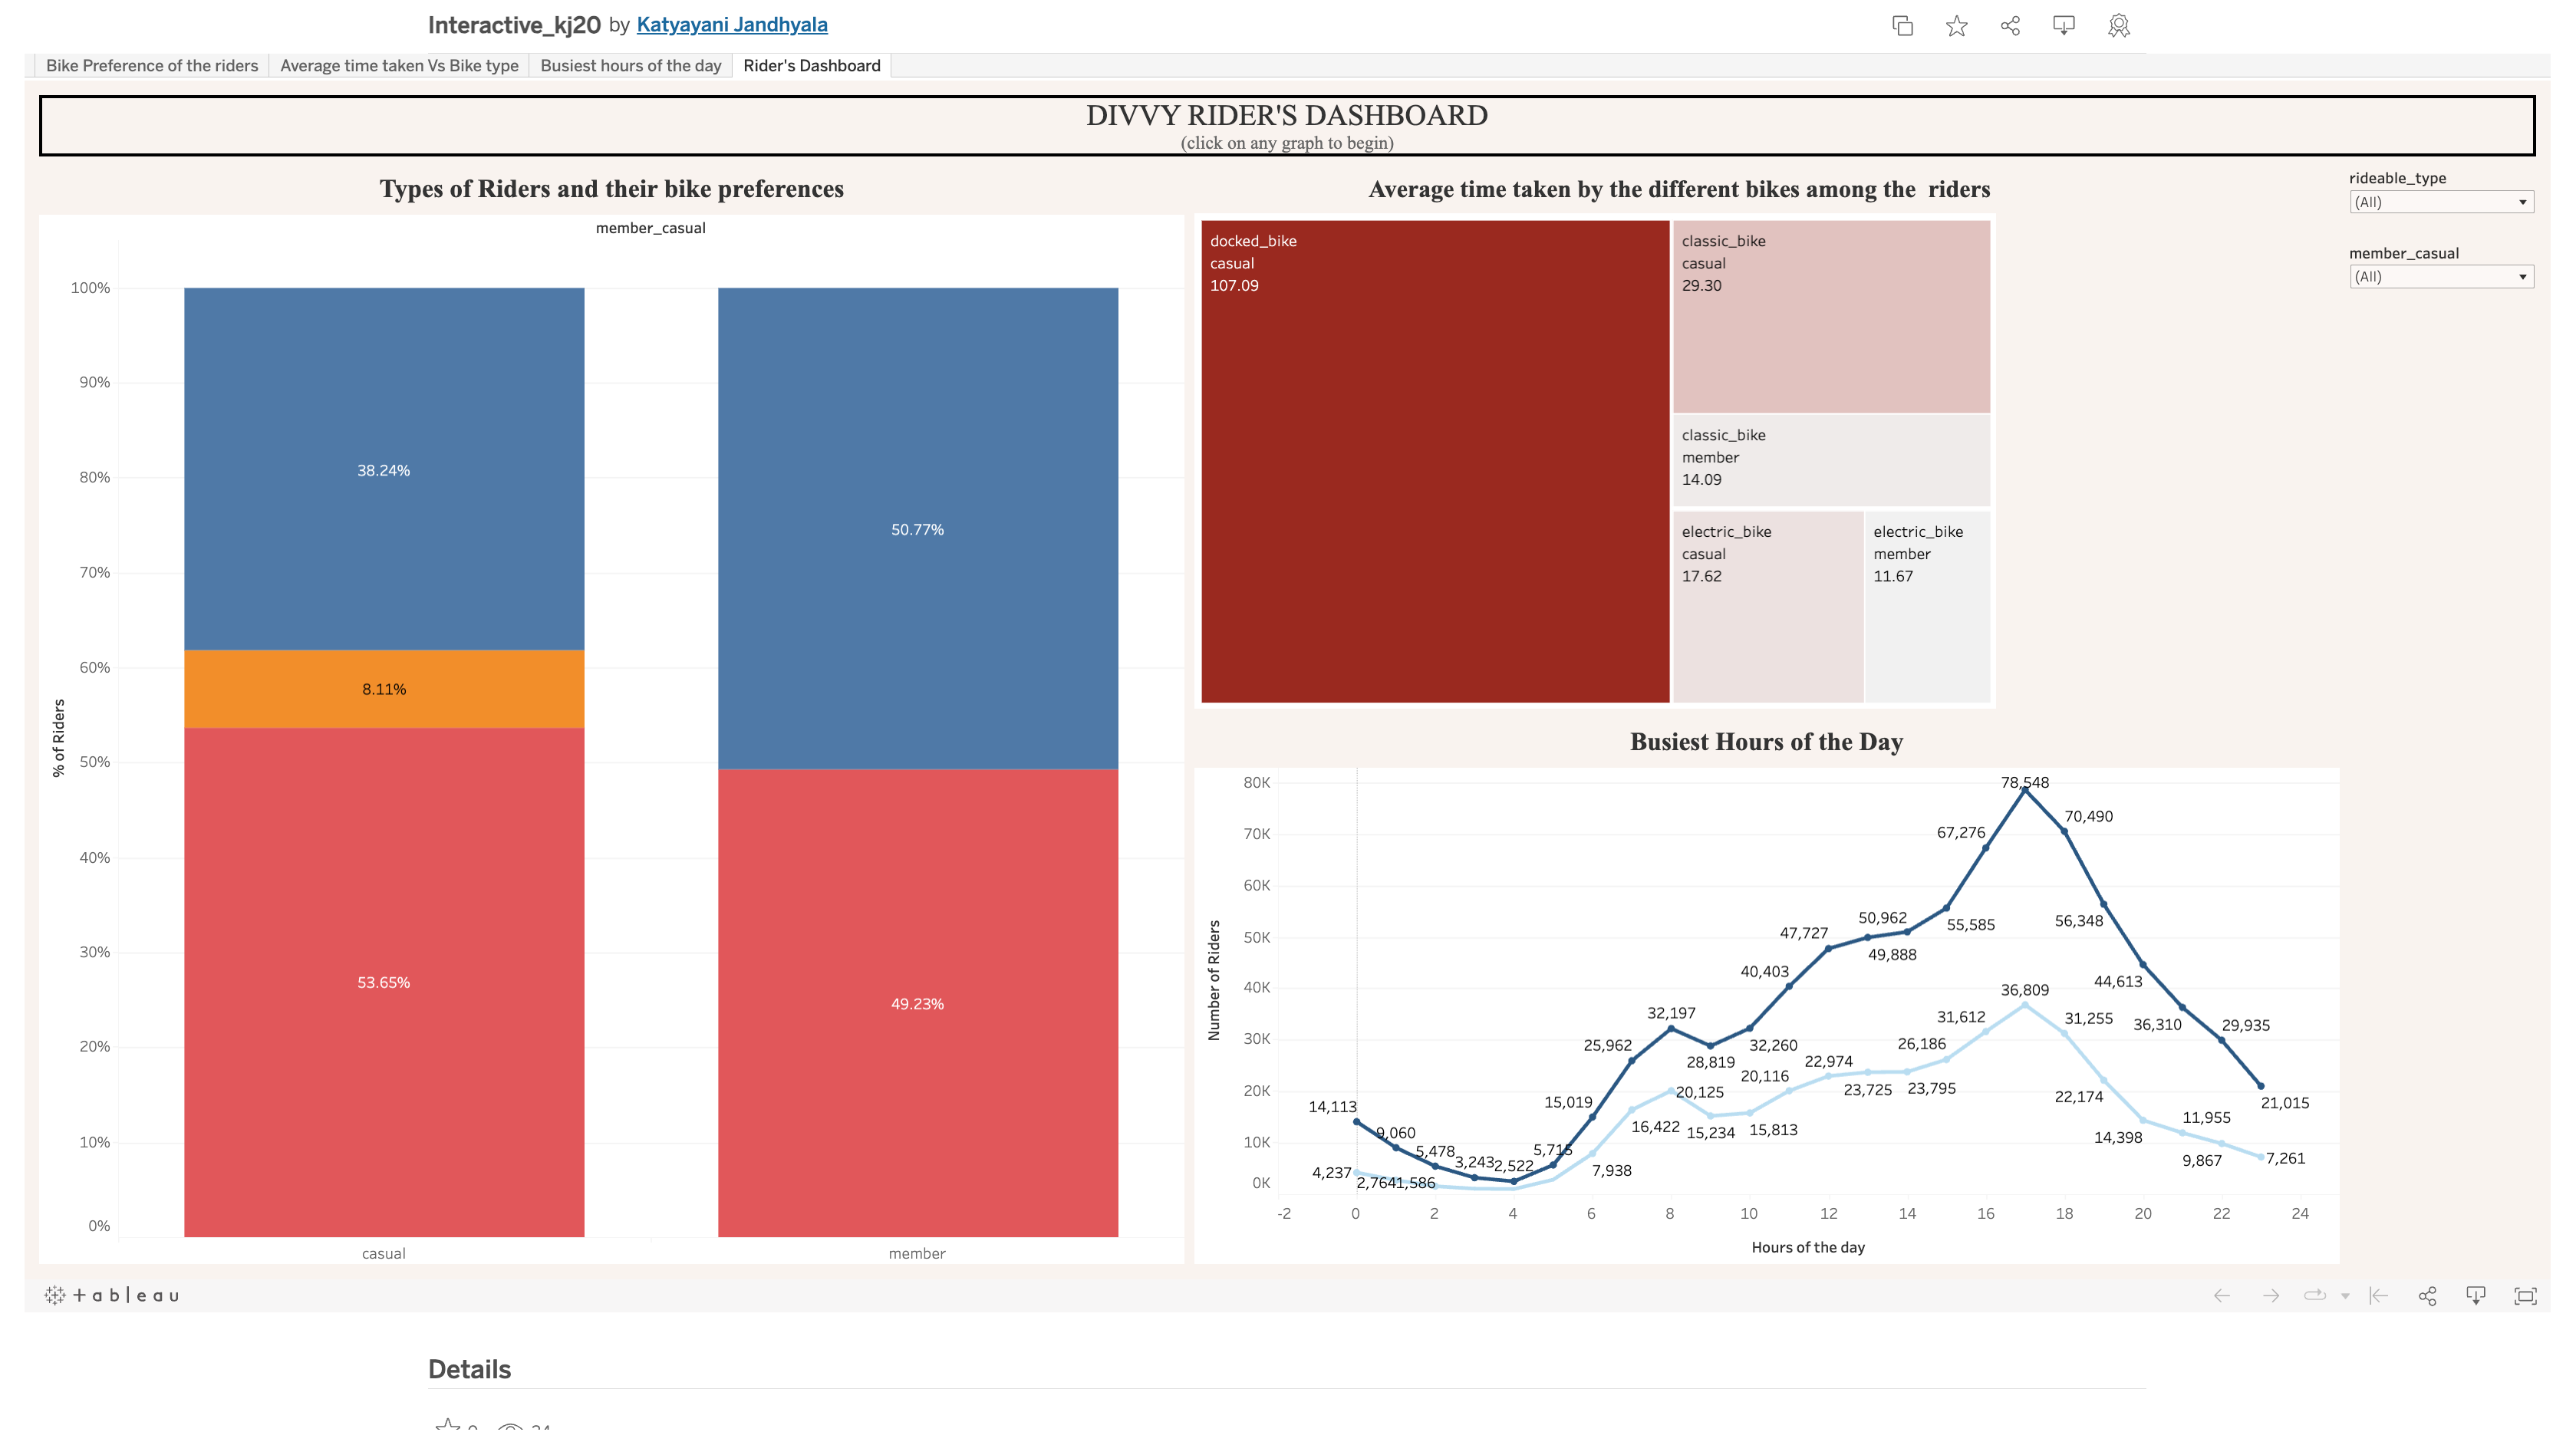 Interactive_kj20 by Katyayani Jandhyala
Bike Preference of the riders
Average time taken Vs Bike type
Busiest hours of the day
Rider's Dashboard
DIVVY RIDER'S DASHBOARD
(click on any graph to begin)
Types of Riders and their bike preferences
member_casual
100%
90%
80%
70%
60%
50%
40%
30%
20%
10%
0%
% of Riders
38.24%
8.11%
53.65%
50.77%
49.23%
casual
member
Average time taken by the different bikes among the riders
docked_bike
casual
107.09
classic_bike
casual
29.30
classic_bike
member
14.09
electric_bike
casual
17.62
electric_bike
member
11.67
rideable_type
(All)
member_casual
(All)
Busiest Hours of the Day
80K
70K
60K
50K
40K
30K
20K
10K
0K
Number of Riders
14,113
9,060
5,478
3,243
2,522
5,715
15,019
25,962
32,197
28,819
32,260
40,403
47,727
49,888
50,962
55,585
67,276
78,548
70,490
56,348
44,613
36,310
29,935
21,015
4,237
2,764
1,586
7,938
16,422
20,125
15,234
15,813
20,116
22,974
23,725
23,795
26,186
31,612
36,809
31,255
22,174
14,398
11,955
9,867
7,261
-2
0
2
4
6
8
10
12
14
16
18
20
22
24
Hours of the day
+ableau
Details